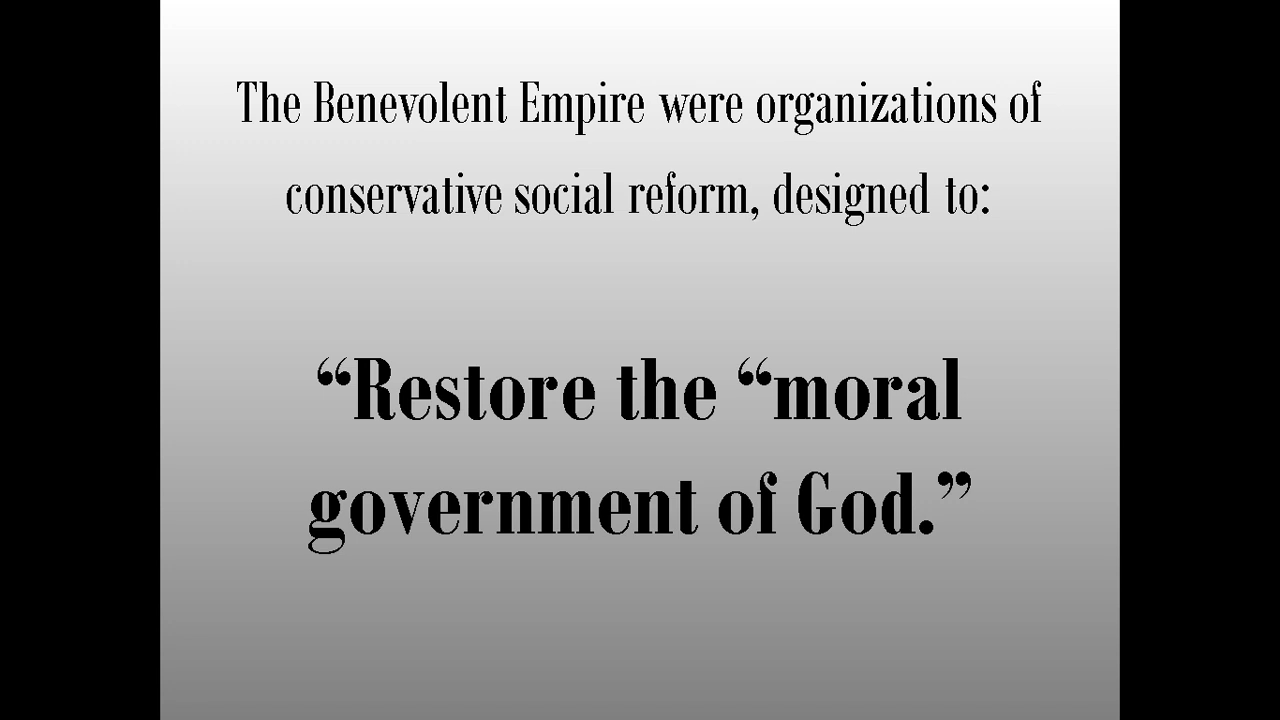 The Benevolent Empire were organizations of
conservative social reform, designed to:
“Restore the “moral
government of God.”